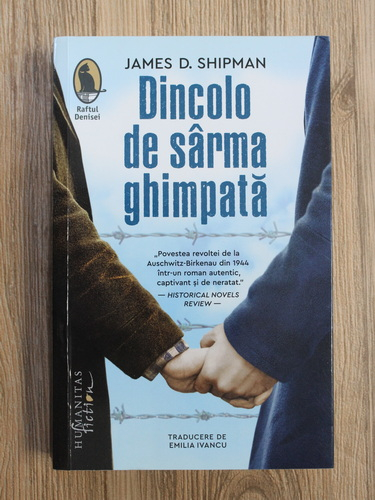 JAMES D. SHIPMAN
Raftul
Denisei
Dincolo
de sârma
ghimpată
„Povestea revoltei de la
Auschwitz-Birkenau din 1944
într-un roman autentic,
captivant și de neratat.“
— HISTORICAL NOVELS
REVIEW —
HUMANITAS
fiction
TRADUCERE DE
EMILIA IVANCU